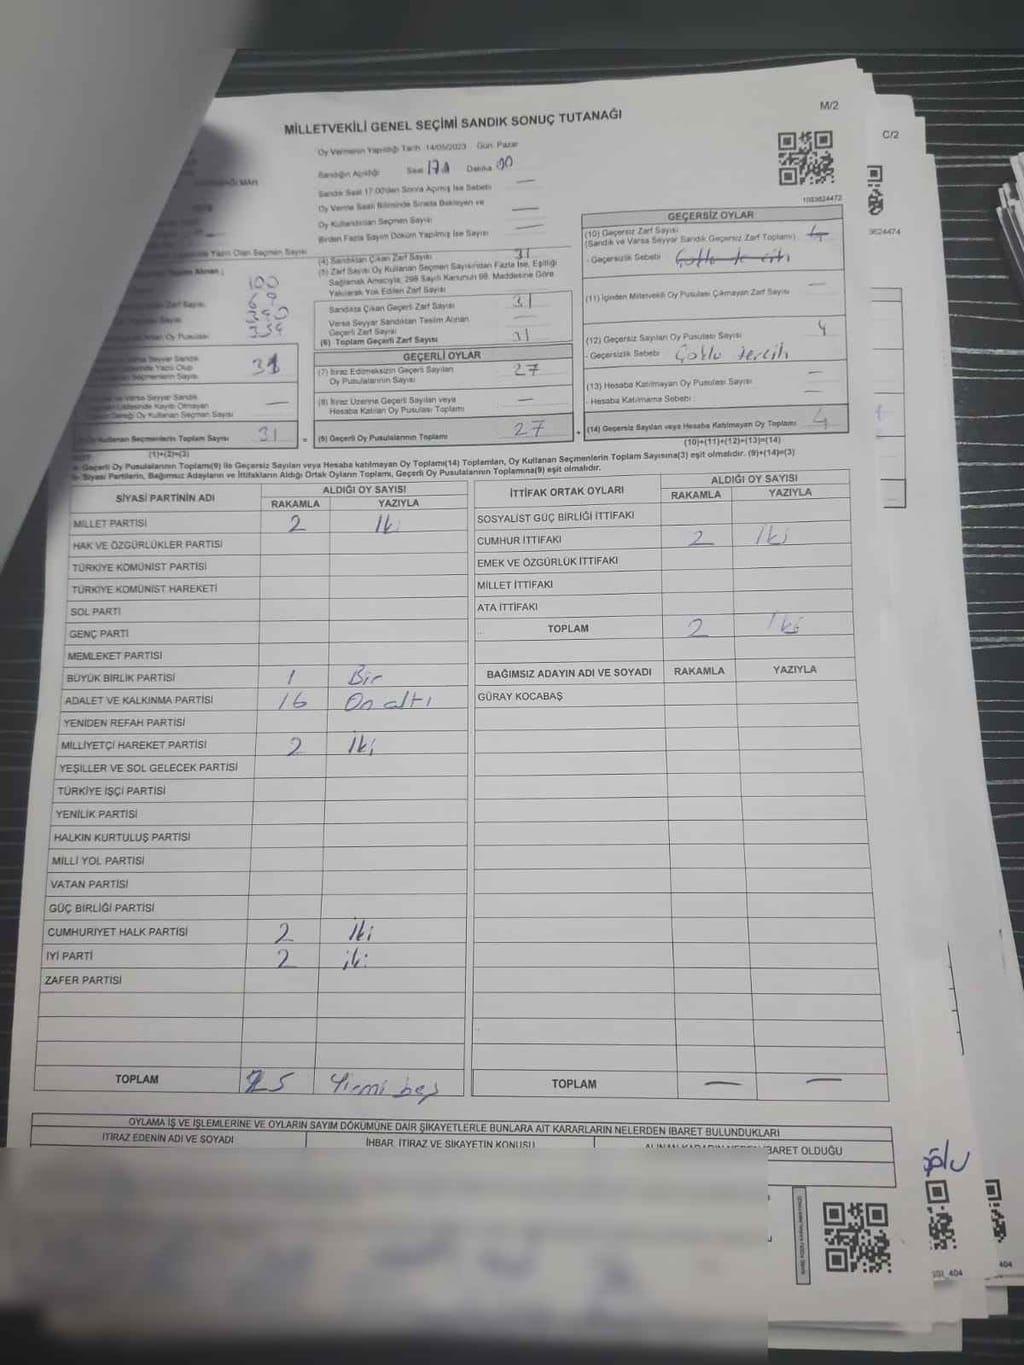 M/2
MİLLETVEKİLİ GENEL SEÇİMİ SANDIK SONUÇ TUTANAĞI
C/2
Oy Vermenin Yapıldığı Tarih 14/05/2023 Gün: Pazar
Sandığın Açıldığı Saat 17 Dakika 00
Sandık Saat 17:00'den Sonra Açılmış İse Sebebi —
Oy Verme Saati Bitiminde Sırada Bekleyen ve
Oy Kullandırılan Seçmen Sayısı —
Birden Fazla Sayım Döküm Yapılmış İse Sayısı —
(4) Sandıktan Çıkan Zarf Sayısı 31
(5) Zarf Sayısı Oy Kullanan Seçmen Sayısından Fazla İse, Eşitliği
Sağlamak Amacıyla, 298 Sayılı Kanunun 98. Maddesine Göre
Yakılarak Yok Edilen Zarf Sayısı
Sandıkta Çıkan Geçerli Zarf Sayısı 31
Varsa Seyyar Sandıktan Teslim Alınan
Geçerli Zarf Sayısı —
(6) Toplam Geçerli Zarf Sayısı 31
GEÇERLİ OYLAR
(7) İtiraz Edilmeksizin Geçerli Sayılan
Oy Pusulalarının Sayısı 27
(8) İtiraz Üzerine Geçerli Sayılan veya
Hesaba Katılan Oy Pusulası Toplamı —
(9) Geçerli Oy Pusulalarının Toplamı 27
1083624472
3624474
GEÇERSİZ OYLAR
(10) Geçersiz Zarf Sayısı 4
(Sandık ve Varsa Seyyar Sandık Geçersiz Zarf Toplamı)
- Geçersizlik Sebebi
(11) İçinden Milletvekili Oy Pusulası Çıkmayan Zarf Sayısı —
(12) Geçersiz Sayılan Oy Pusulası Sayısı 4
- Geçersizlik Sebebi Çoklu tercih
(13) Hesaba Katılmayan Oy Pusulası Sayısı —
- Hesaba Katılmama Sebebi : —
(14) Geçersiz Sayılan veya Hesaba Katılmayan Oy Toplamı 4
(10)+(11)+(12)+(13)=(14)
100
69
359
Oy Kullanan Seçmenlerin Toplam Sayısı 31
(1)+(2)=(3)
Geçerli Oy Pusulalarının Toplamı(9) ile Geçersiz Sayılan veya Hesaba katılmayan Oy Toplamı(14) Toplamları, Oy Kullanan Seçmenlerin Toplam Sayısına(3) eşit olmalıdır. (9)+(14)=(3)
Siyasi Partilerin, Bağımsız Adayların ve İttifakların Aldığı Ortak Oyların Toplamı, Geçerli Oy Pusulalarının Toplamına(9) eşit olmalıdır.
SİYASİ PARTİNİN ADI ALDIĞI OY SAYISI
RAKAMLA YAZIYLA
MİLLET PARTİSİ 2 İki
HAK VE ÖZGÜRLÜKLER PARTİSİ
TÜRKİYE KOMÜNİST PARTİSİ
TÜRKİYE KOMÜNİST HAREKETİ
SOL PARTİ
GENÇ PARTİ
MEMLEKET PARTİSİ
BÜYÜK BİRLİK PARTİSİ 1 Bir
ADALET VE KALKINMA PARTİSİ 16 On altı
YENİDEN REFAH PARTİSİ
MİLLİYETÇİ HAREKET PARTİSİ 2 İki
YEŞİLLER VE SOL GELECEK PARTİSİ
TÜRKİYE İŞÇİ PARTİSİ
YENİLİK PARTİSİ
HALKIN KURTULUŞ PARTİSİ
MİLLİ YOL PARTİSİ
VATAN PARTİSİ
GÜÇ BİRLİĞİ PARTİSİ
CUMHURİYET HALK PARTİSİ 2 İki
İYİ PARTİ 2 iki
ZAFER PARTİSİ
TOPLAM 25 Yirmi beş
İTTİFAK ORTAK OYLARI ALDIĞI OY SAYISI
RAKAMLA YAZIYLA
SOSYALİST GÜÇ BİRLİĞİ İTTİFAKI
CUMHUR İTTİFAKI 2 İki
EMEK VE ÖZGÜRLÜK İTTİFAKI
MİLLET İTTİFAKI
ATA İTTİFAKI
TOPLAM 2 İki
BAĞIMSIZ ADAYIN ADI VE SOYADI RAKAMLA YAZIYLA
GÜRAY KOCABAŞ
TOPLAM — —
OYLAMA İŞ VE İŞLEMLERİNE VE OYLARIN SAYIM DÖKÜMÜNE DAİR ŞİKAYETLERLE BUNLARA AİT KARARLARIN NELERDEN İBARET BULUNDUKLARI
İTİRAZ EDENİN ADI VE SOYADI İHBAR, İTİRAZ VE ŞİKAYETİN KONUSU İBARET OLDUĞU
404
404